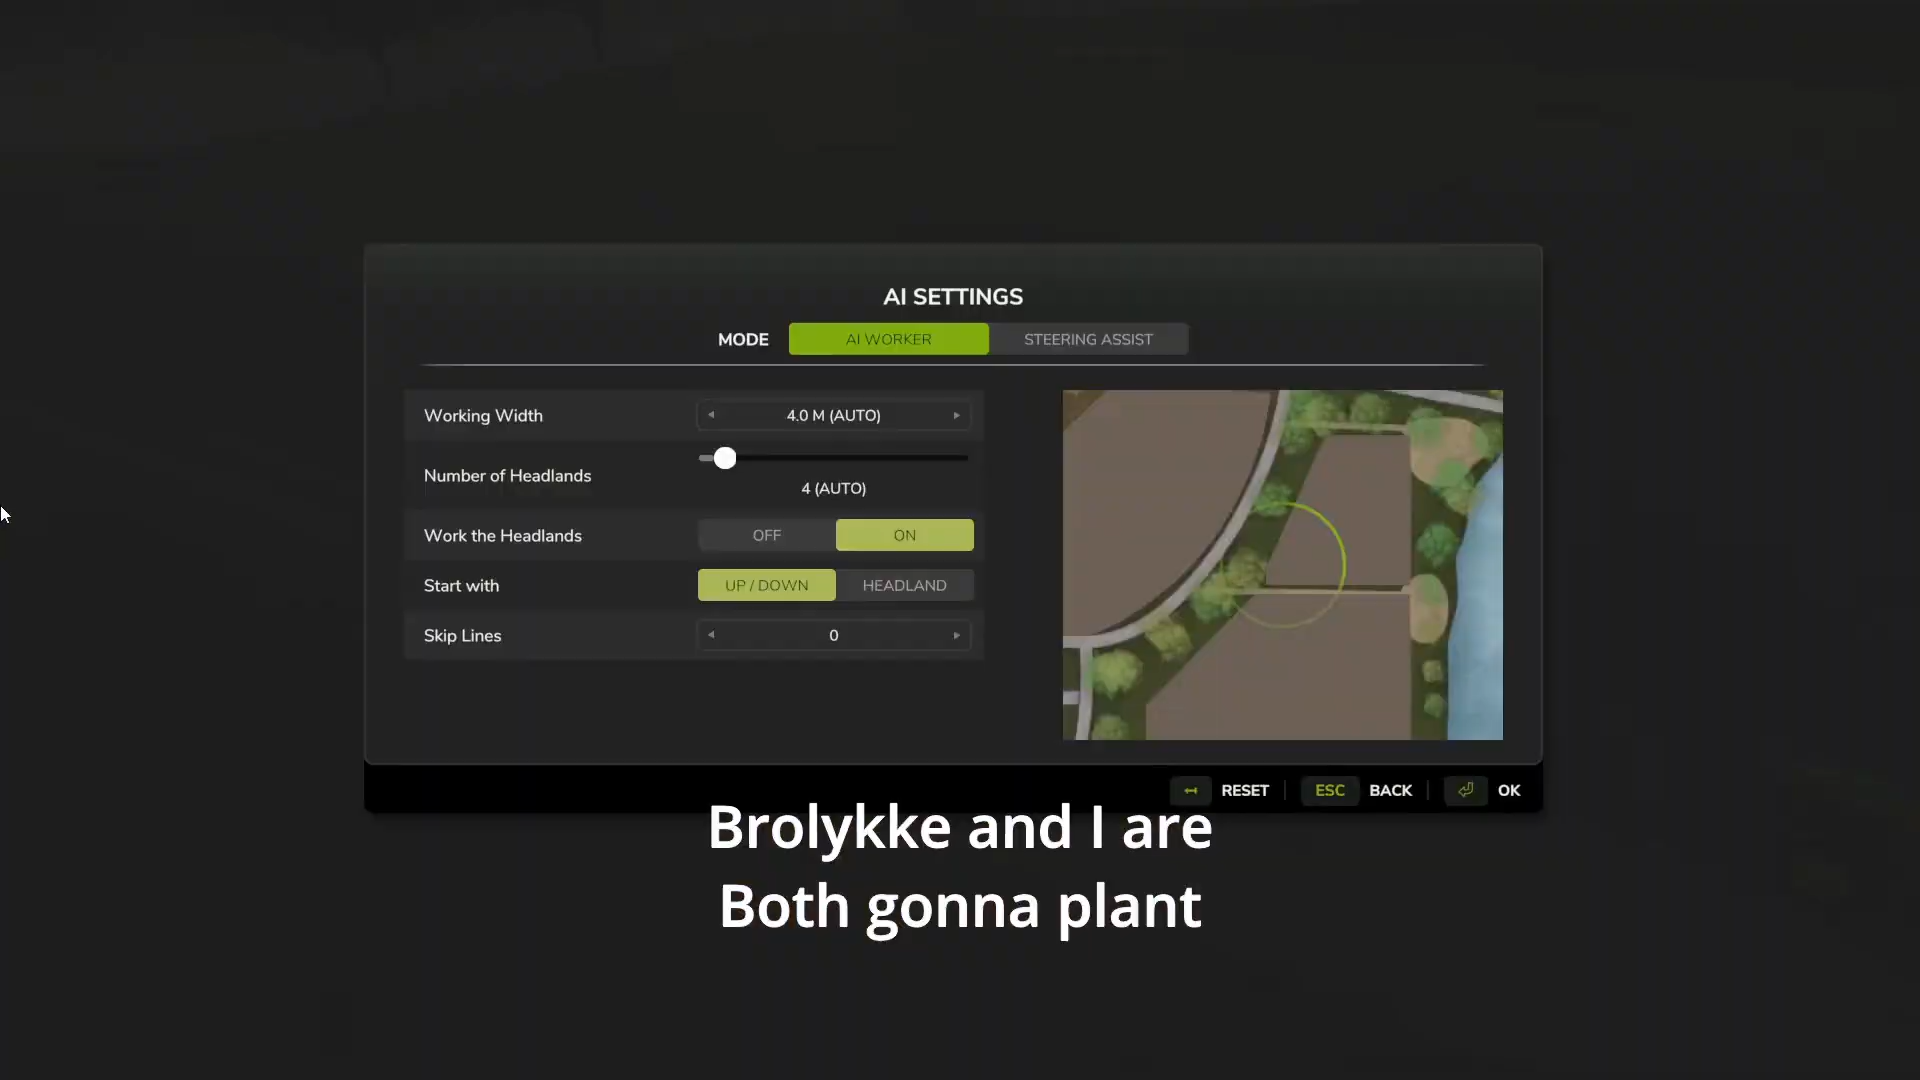 AI SETTINGS
MODE AI WORKER STEERING ASSIST
Working Width 4.0 M (AUTO)
Number of Headlands 4 (AUTO)
Work the Headlands OFF ON
Start with UP / DOWN HEADLAND
Skip Lines 0
RESET ESC BACK OK
Brolykke and I are
Both gonna plant